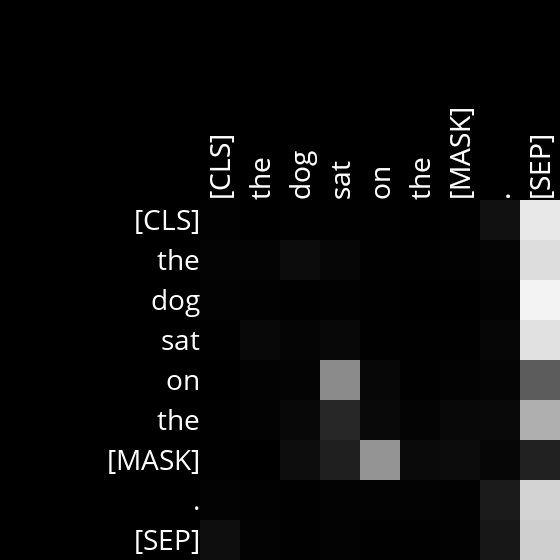 [CLS] the dog sat on the [MASK] . [SEP]
[CLS]
the
dog
sat
on
the
[MASK]
.
[SEP]